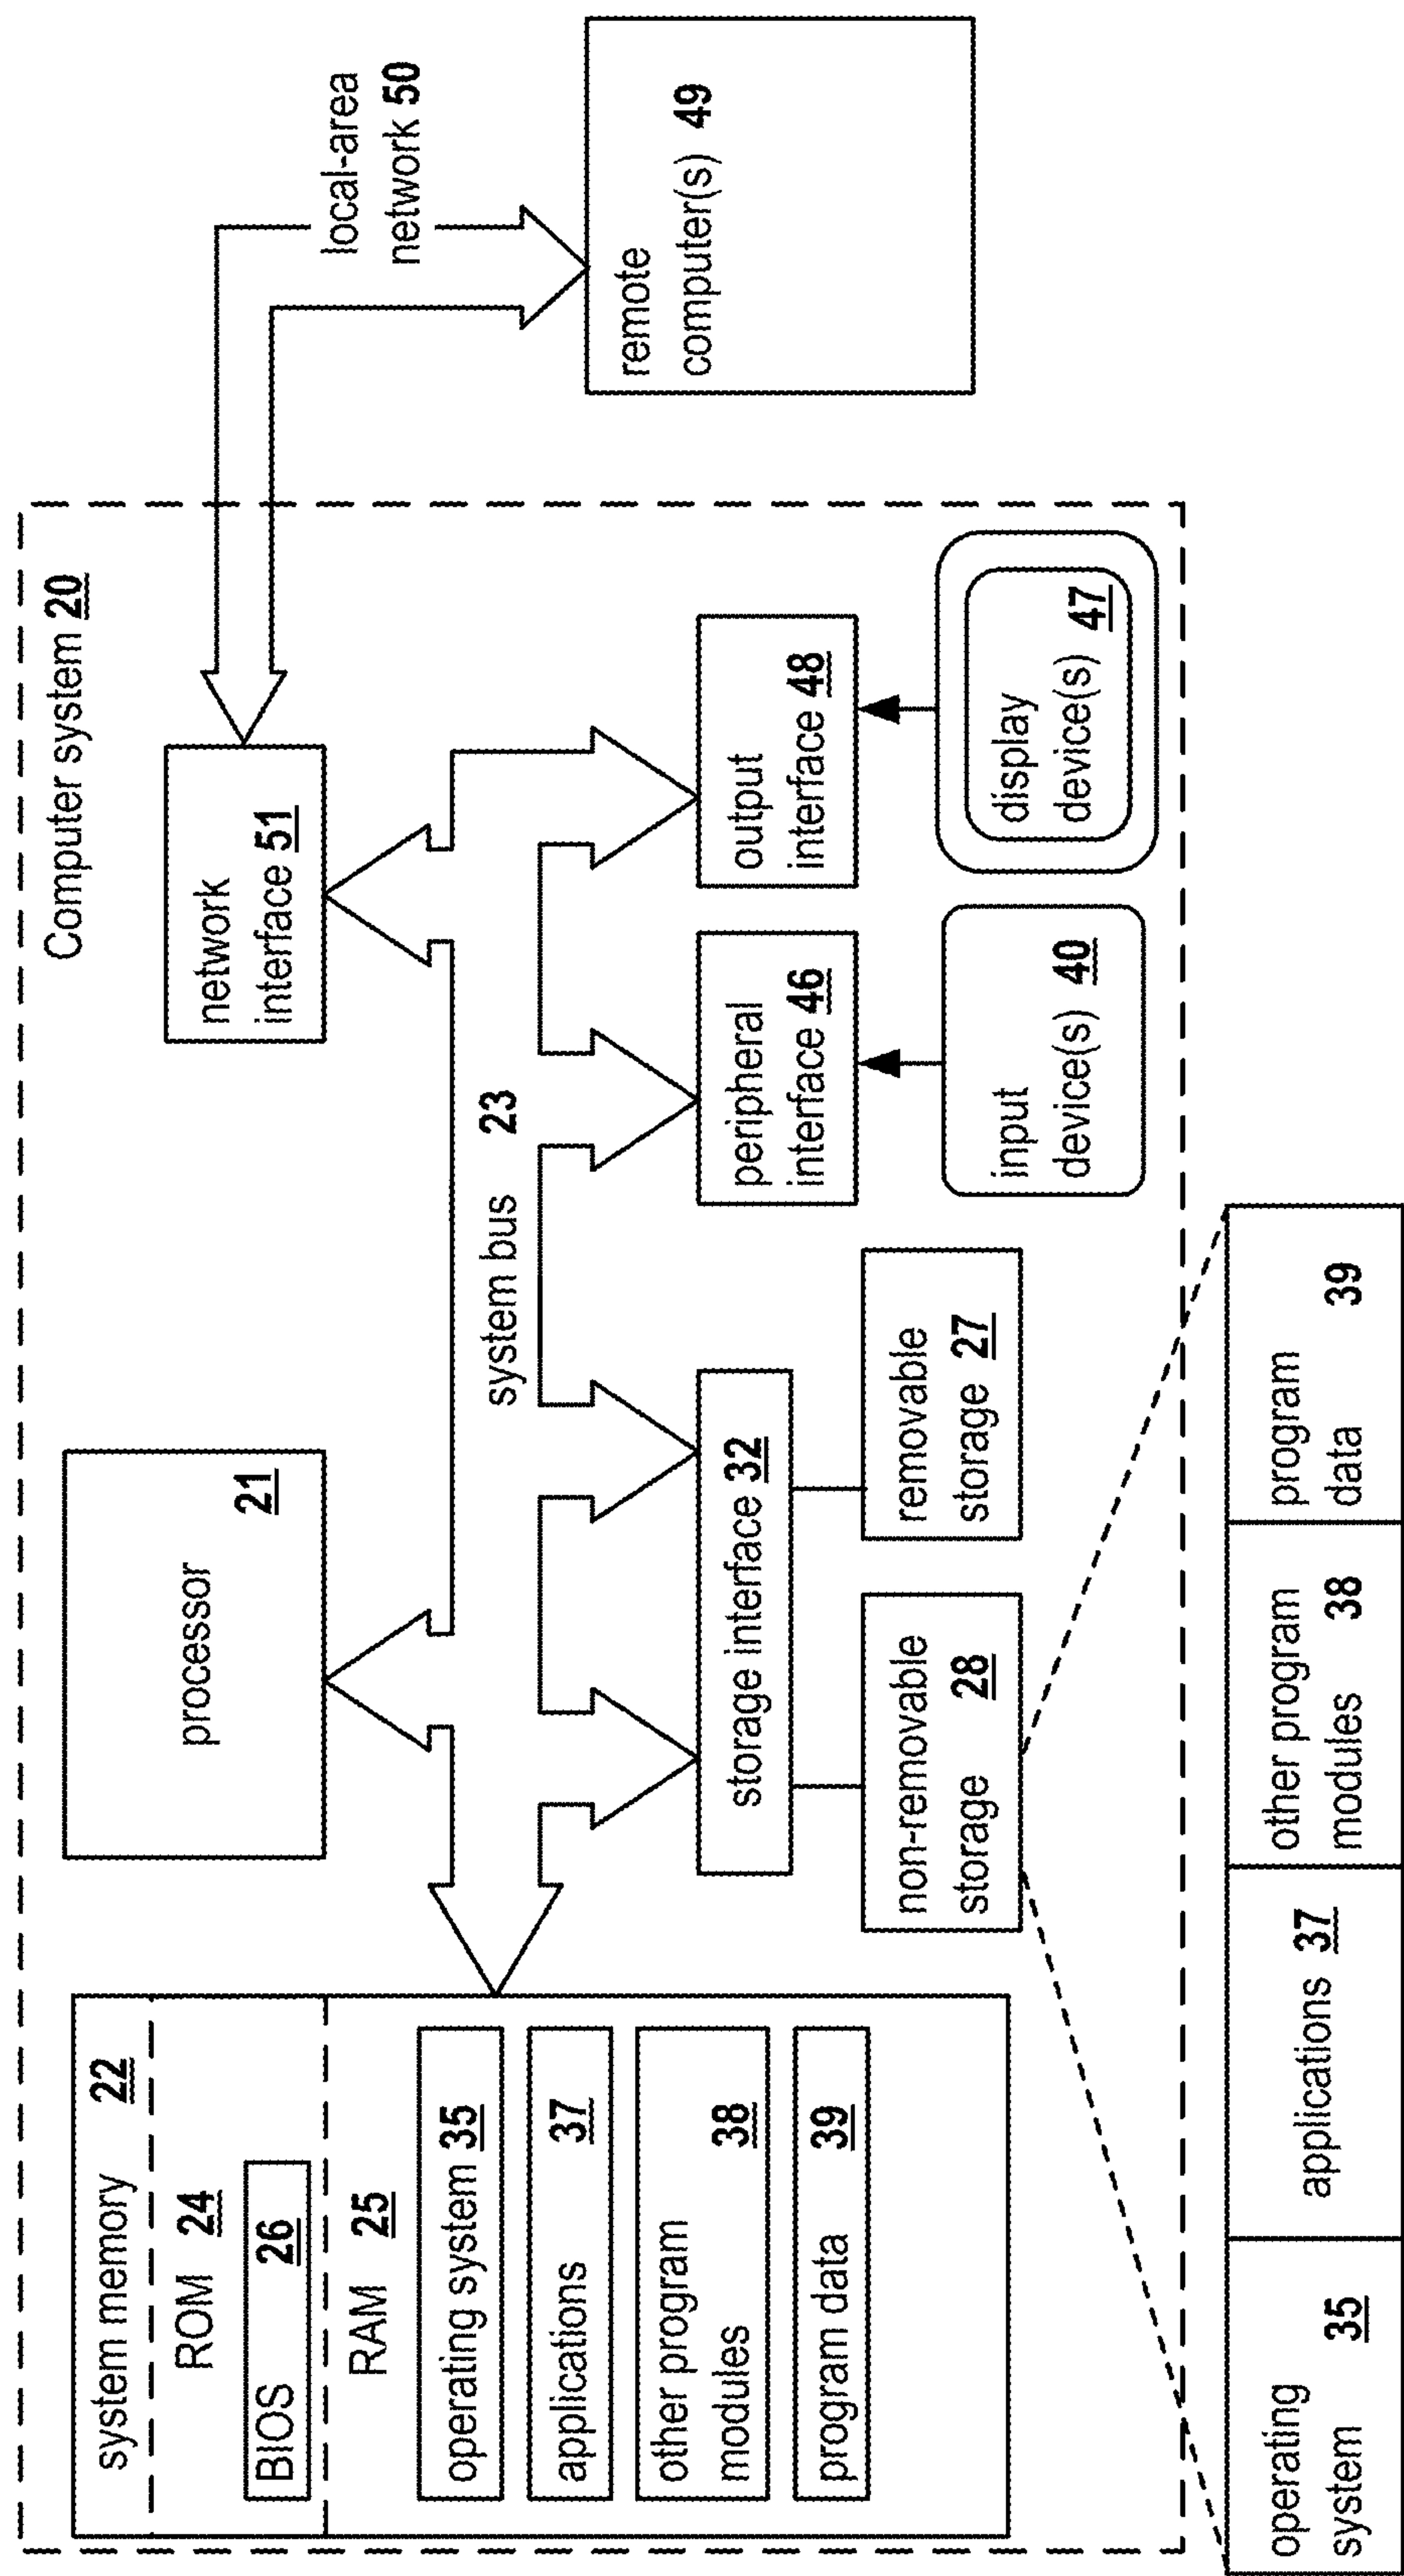 Computer system 20
system memory 22
ROM 24
BIOS 26
RAM 25
operating system 35
applications 37
other program
modules 38
program data 39
processor 21
network
interface 51
local-area
network 50
system bus 23
storage interface 32
non-removable
storage 28
removable
storage 27
peripheral
interface 46
output
interface 48
input
device(s) 40
display
device(s) 47
remote
computer(s) 49
operating
system 35
applications 37
other program
modules 38
program
data 39